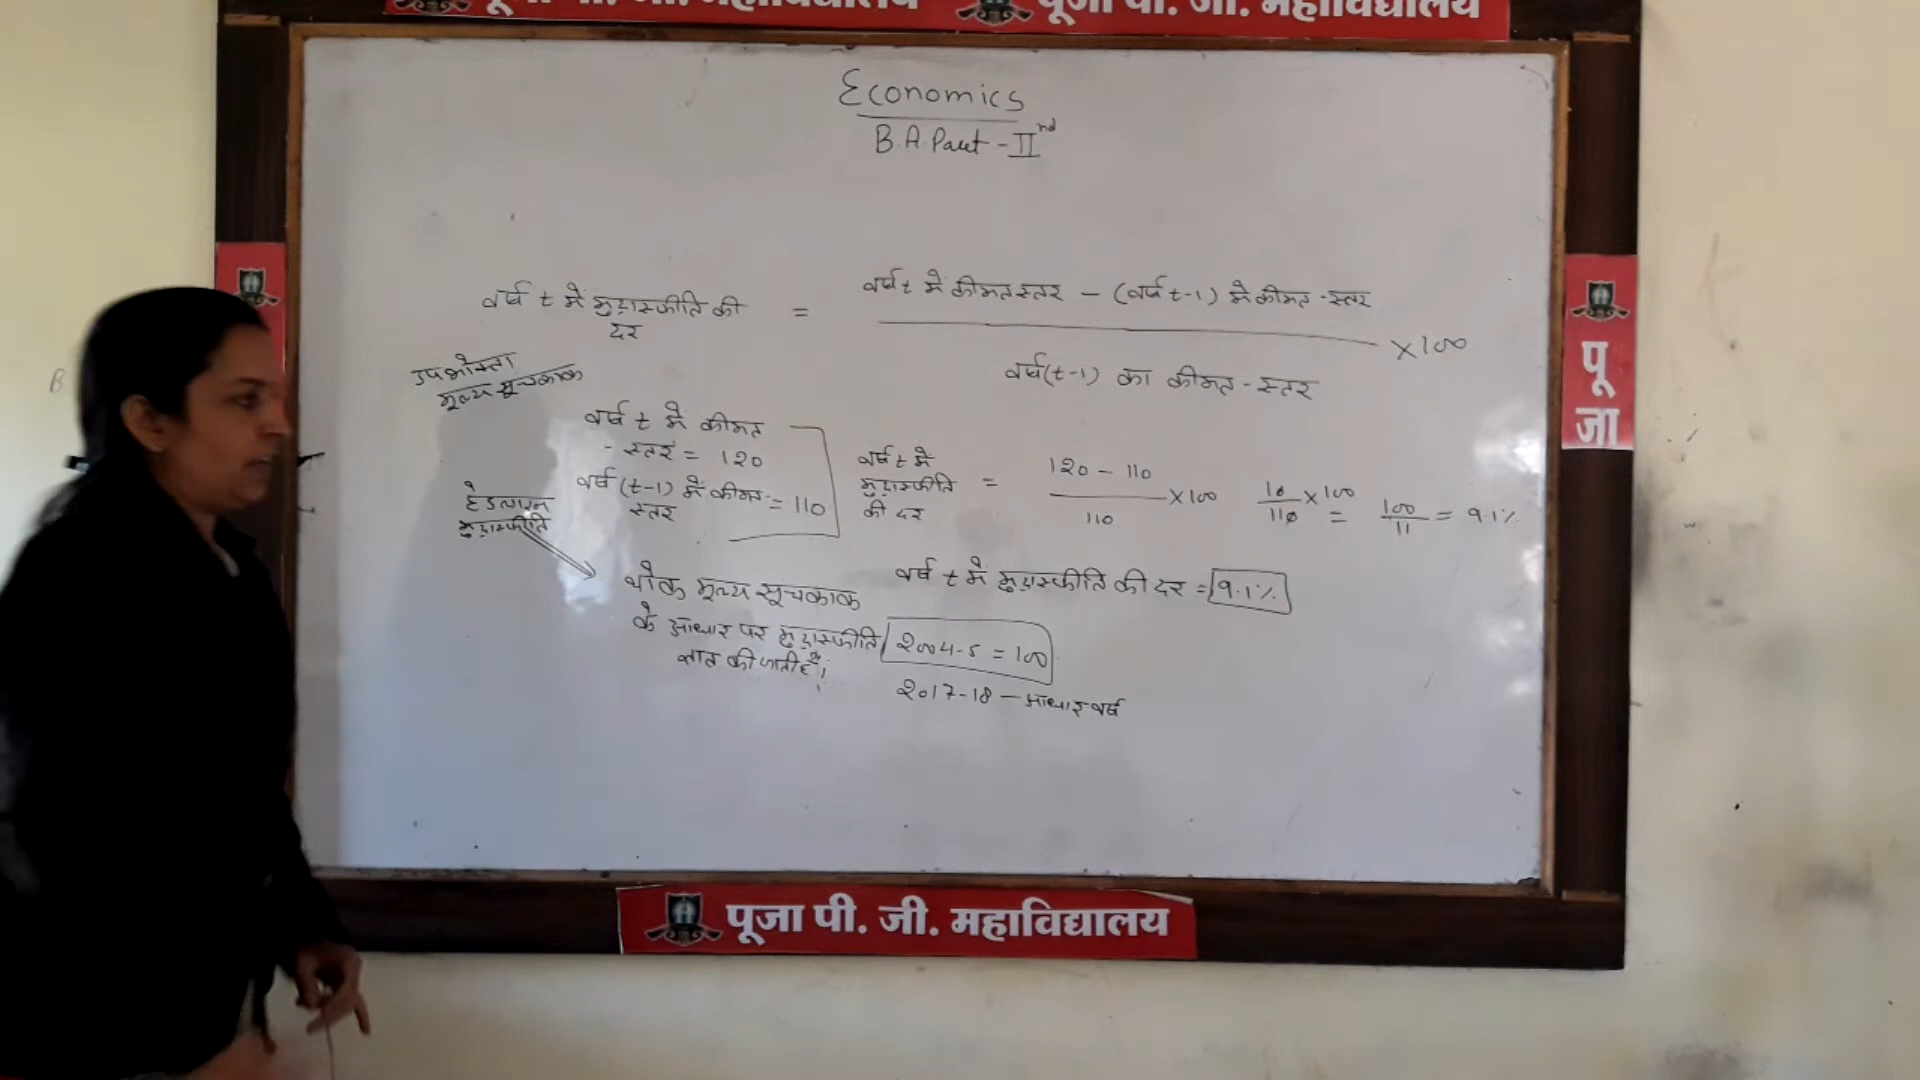 पूजा पी. जी. महाविद्यालय पूजा पी. जी. महाविद्यालय
Economics
B.A. Part - II nd
वर्ष t में मुद्रास्फीति की दर = वर्ष t में कीमत स्तर - (वर्ष t-1) में कीमत-स्तर
वर्ष (t-1) का कीमत - स्तर
×100
उपभोक्ता
मूल्य सूचकांक
वर्ष t में कीमत
- स्तर = 120
वर्ष (t-1) में कीमत = 110
स्तर
वर्ष t में
मुद्रास्फीति
की दर
= 120 - 110
110
×100
10
110
×100
= 100
11
= 9.1%
हेडलाइन
मुद्रास्फीति
थोक मूल्य सूचकांक
के आधार पर मुद्रास्फीति
ज्ञात की जाती है।
वर्ष t में मुद्रास्फीति की दर = 9.1%
2004-5 = 100
2017-18 - आधार वर्ष
पू
जा
पूजा पी. जी. महाविद्यालय